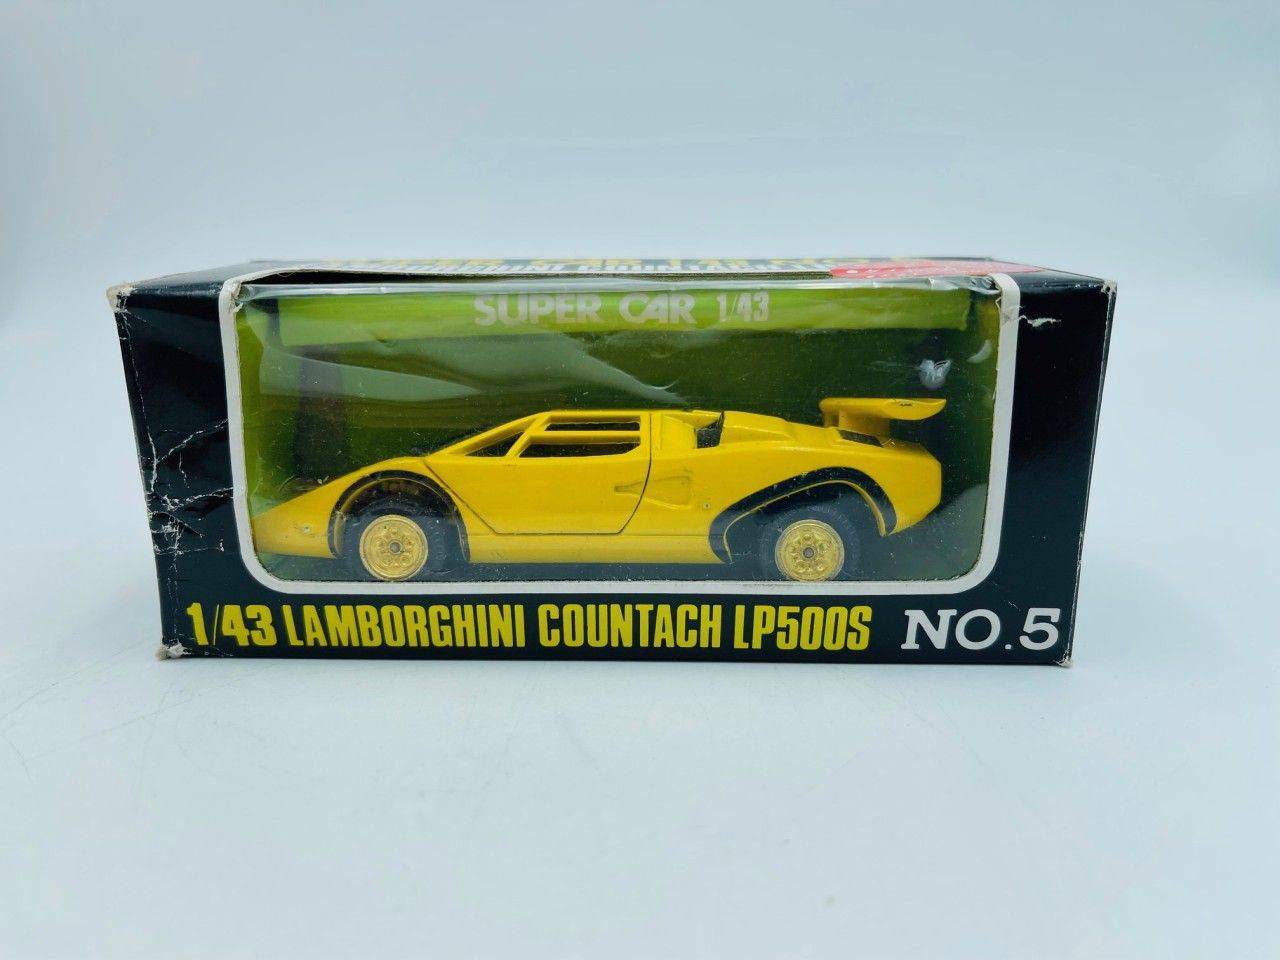 SUPER CAR 1/43
1/43 LAMBORGHINI COUNTACH LP500S NO.5